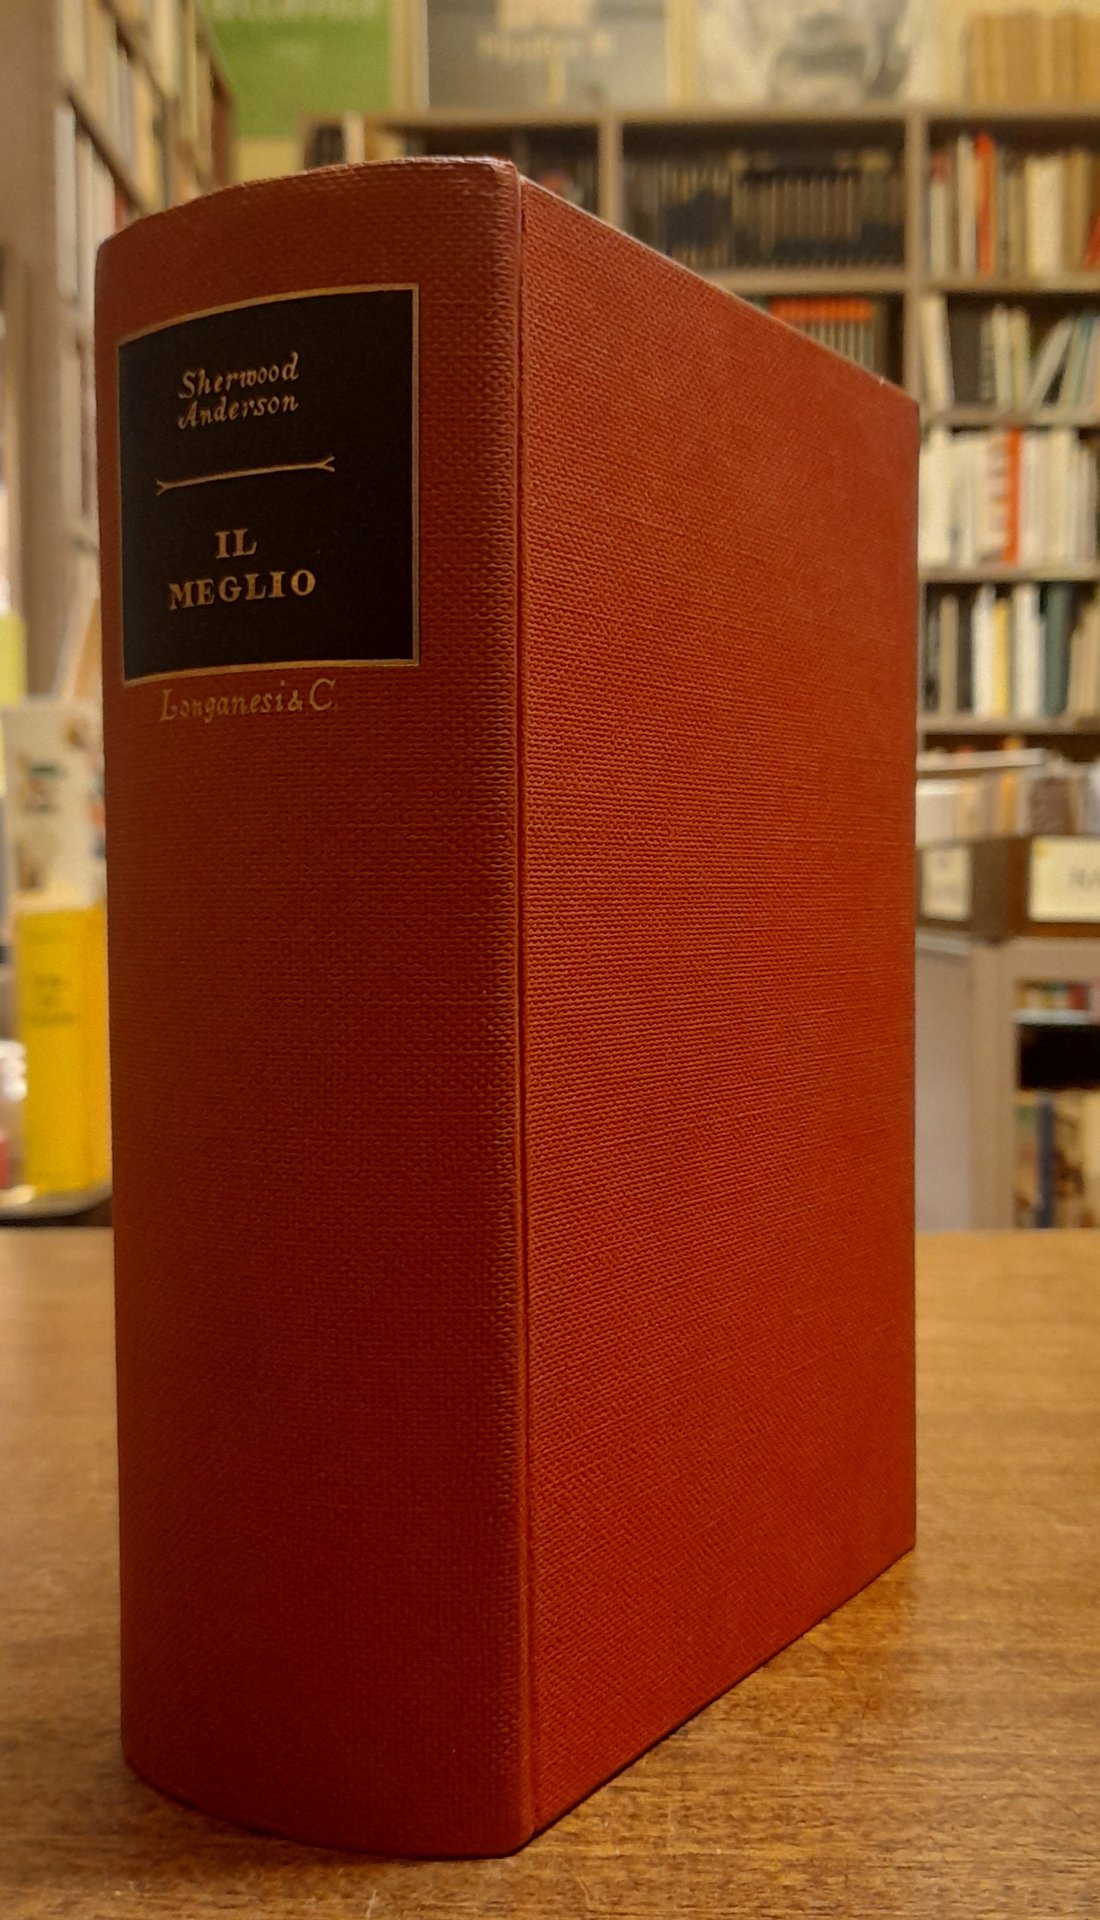 Sherwood
Anderson
IL
MEGLIO
Longanesi & C.